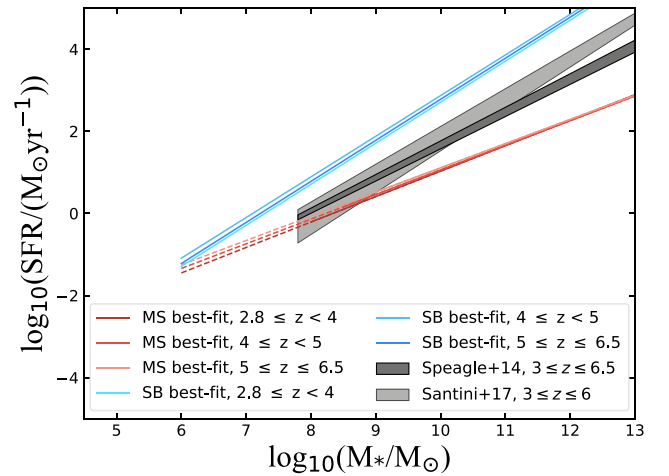 log₁₀(SFR/(M⊙yr⁻¹))
4
2
0
−2
−4
MS best-fit, 2.8 ≤ z < 4
MS best-fit, 4 ≤ z < 5
MS best-fit, 5 ≤ z ≤ 6.5
SB best-fit, 2.8 ≤ z < 4
SB best-fit, 4 ≤ z < 5
SB best-fit, 5 ≤ z ≤ 6.5
Speagle+14, 3 ≤ z ≤ 6.5
Santini+17, 3 ≤ z ≤ 6
5 6 7 8 9 10 11 12 13
log₁₀(M*/M⊙)